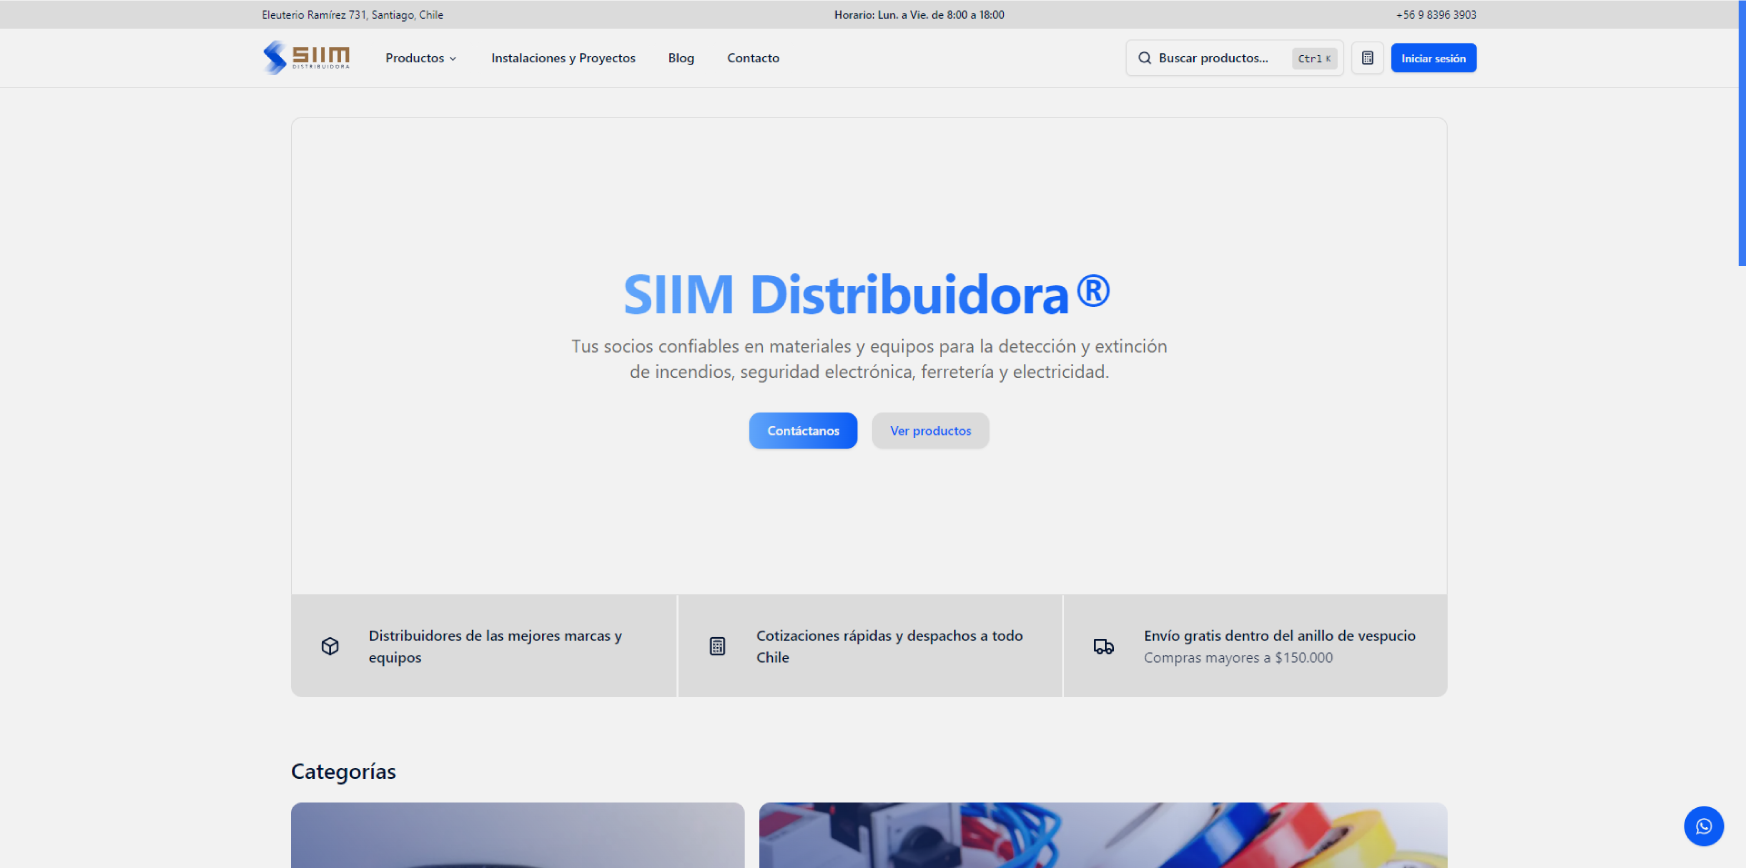 Eleuterio Ramírez 731, Santiago, Chile
Horario: Lun. a Vie. de 8:00 a 18:00
+56 9 8396 3903
SIIM
DISTRIBUIDORA
Productos
Instalaciones y Proyectos
Blog
Contacto
Buscar productos...
Ctrl K
Iniciar sesión
SIIM Distribuidora®
Tus socios confiables en materiales y equipos para la detección y extinción
de incendios, seguridad electrónica, ferretería y electricidad.
Contáctanos
Ver productos
Distribuidores de las mejores marcas y
equipos
Cotizaciones rápidas y despachos a todo
Chile
Envío gratis dentro del anillo de vespucio
Compras mayores a $150.000
Categorías